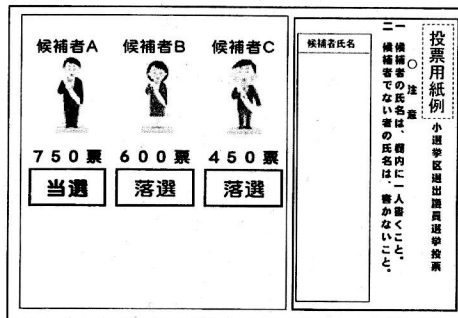 候補者A 候補者B 候補者C
750票 600票 450票
当選 落選 落選
投票用紙例
小選挙区選出議員選挙投票
○ 注意
一 候補者の氏名は、欄内に一人書くこと。
二 候補者でない者の氏名は、書かないこと。
候補者氏名